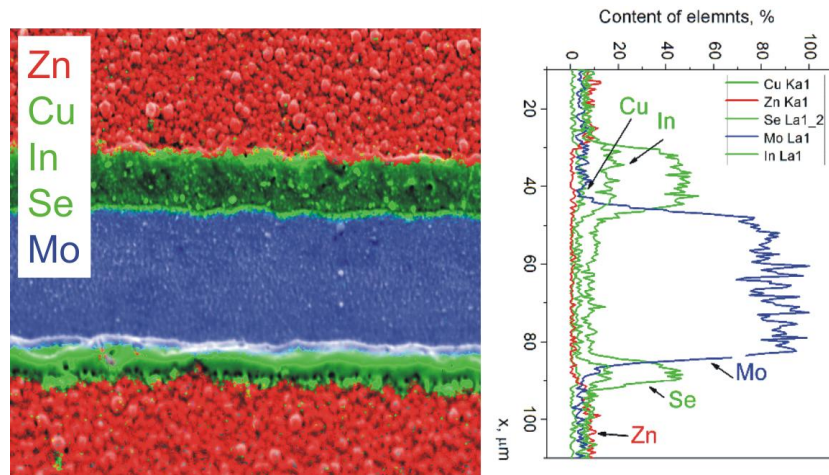 Zn
Cu
In
Se
Mo
Content of elemnts, %
0 20 40 60 80 100
Cu Ka1
Zn Ka1
Se La1_2
Mo La1
In La1
Cu
In
20
40
60
80
100
Mo
Se
Zn
x, μm